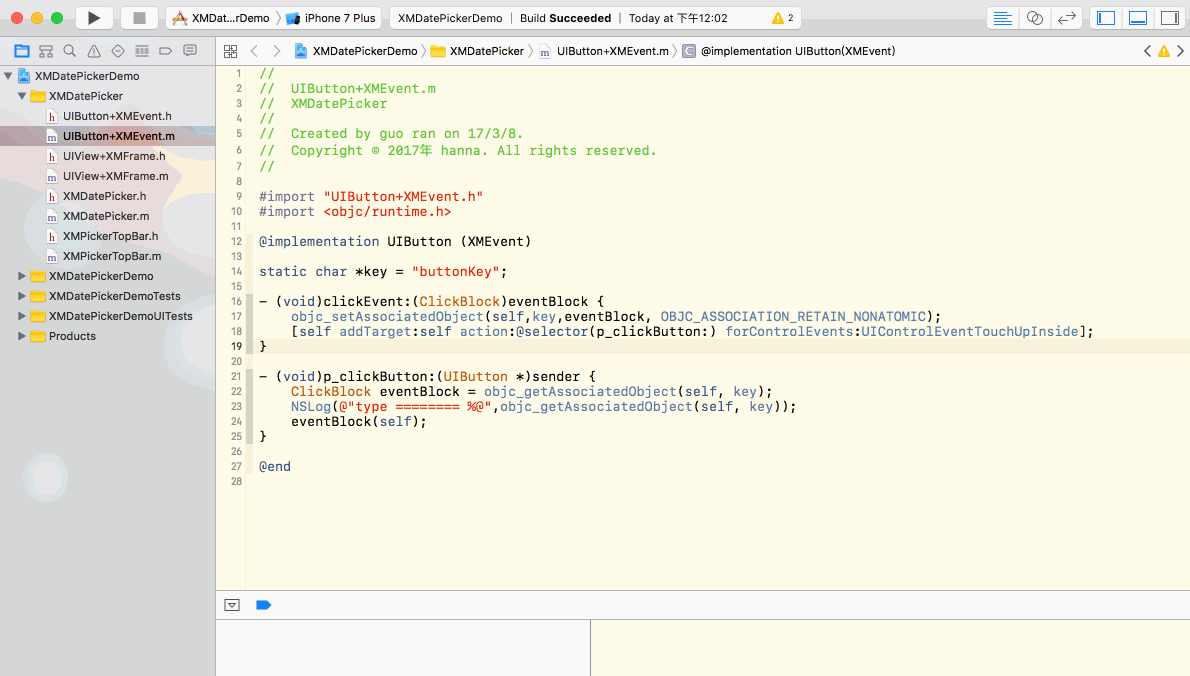 XMDat...rDemo 〉 iPhone 7 Plus
XMDatePickerDemo | Build Succeeded | Today at 下午12:02
2
XMDatePickerDemo 〉 XMDatePicker 〉 m UIButton+XMEvent.m 〉 C @implementation UIButton(XMEvent)
XMDatePickerDemo
XMDatePicker
h UIButton+XMEvent.h
m UIButton+XMEvent.m
h UIView+XMFrame.h
m UIView+XMFrame.m
h XMDatePicker.h
m XMDatePicker.m
h XMPickerTopBar.h
m XMPickerTopBar.m
XMDatePickerDemo
XMDatePickerDemoTests
XMDatePickerDemoUITests
Products
1 //
2 //  UIButton+XMEvent.m
3 //  XMDatePicker
4 //
5 //  Created by guo ran on 17/3/8.
6 //  Copyright © 2017年 hanna. All rights reserved.
7 //
8
9 #import "UIButton+XMEvent.h"
10 #import <objc/runtime.h>
11
12 @implementation UIButton (XMEvent)
13
14 static char *key = "buttonKey";
15
16 - (void)clickEvent:(ClickBlock)eventBlock {
17     objc_setAssociatedObject(self,key,eventBlock, OBJC_ASSOCIATION_RETAIN_NONATOMIC);
18     [self addTarget:self action:@selector(p_clickButton:) forControlEvents:UIControlEventTouchUpInside];
19 }
20
21 - (void)p_clickButton:(UIButton *)sender {
22     ClickBlock eventBlock = objc_getAssociatedObject(self, key);
23     NSLog(@"type ======== %@",objc_getAssociatedObject(self, key));
24     eventBlock(self);
25 }
26
27 @end
28